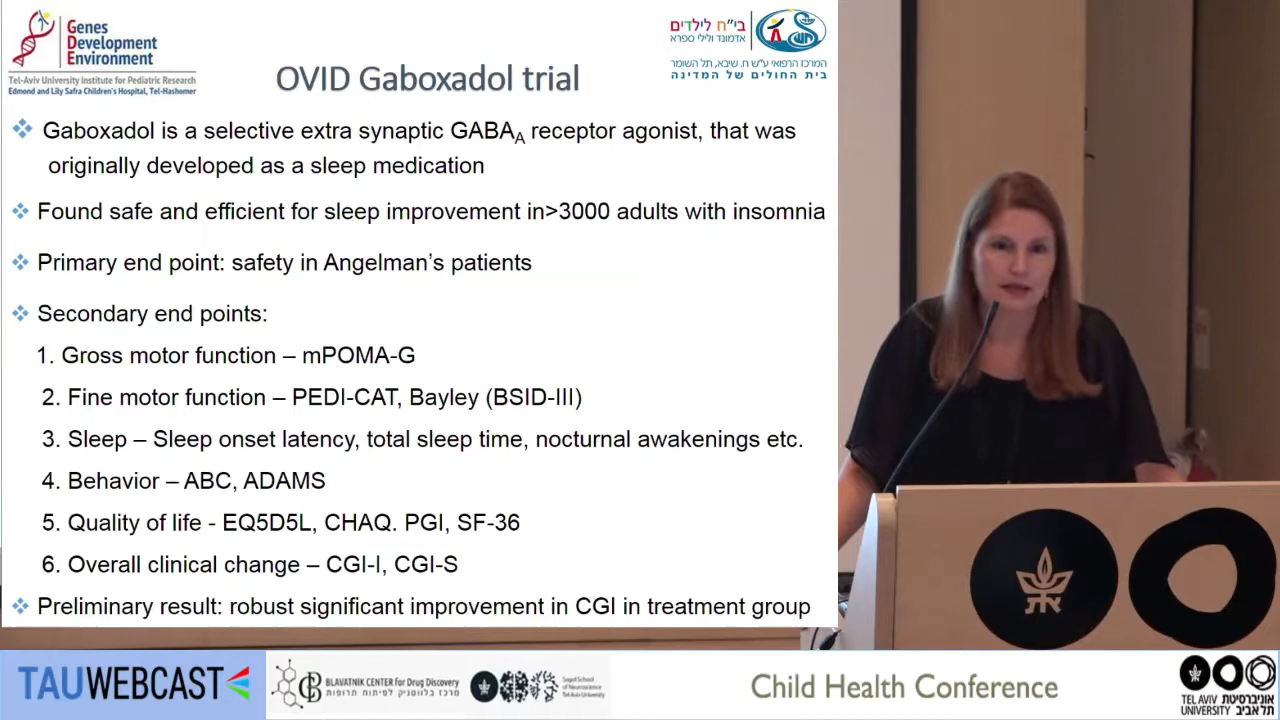 Genes
Development
Environment
Tel-Aviv University Institute for Pediatric Research
Edmond and Lily Safra Children's Hospital, Tel-Hashomer
בי"ח לילדים
אדמונד ולילי ספרא
המרכז הרפואי ע"ש ח. שיבא, תל השומר
בית החולים של המדינה
OVID Gaboxadol trial
Gaboxadol is a selective extra synaptic GABAA receptor agonist, that was
originally developed as a sleep medication
Found safe and efficient for sleep improvement in>3000 adults with insomnia
Primary end point: safety in Angelman's patients
Secondary end points:
1. Gross motor function – mPOMA-G
2. Fine motor function – PEDI-CAT, Bayley (BSID-III)
3. Sleep – Sleep onset latency, total sleep time, nocturnal awakenings etc.
4. Behavior – ABC, ADAMS
5. Quality of life - EQ5D5L, CHAQ. PGI, SF-36
6. Overall clinical change – CGI-I, CGI-S
Preliminary result: robust significant improvement in CGI in treatment group
TAUWEBCAST
BLAVATNIK CENTER for Drug Discovery
מרכז בלווטניק לפיתוח תרופות
Sagol School
of Neuroscience
Tel Aviv University
Child Health Conference
TEL AVIV
UNIVERSITY
אוניברסיטת
תל אביב